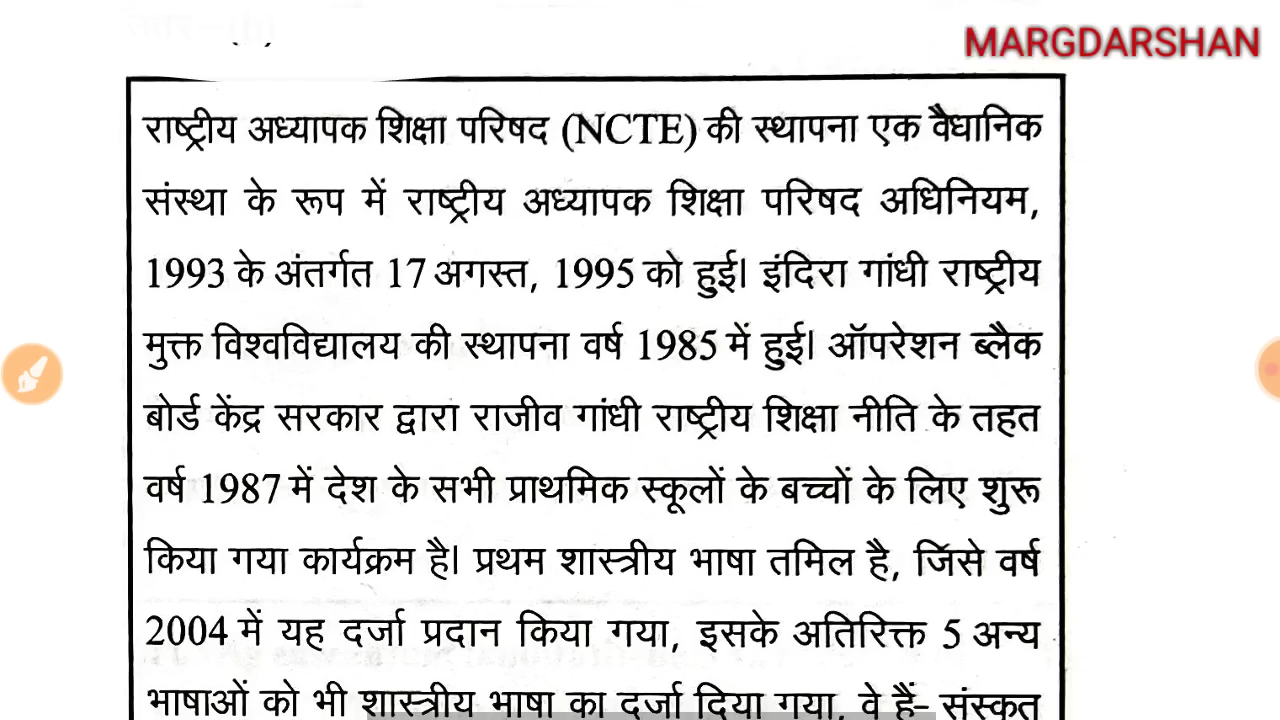 MARGDARSHAN
राष्ट्रीय अध्यापक शिक्षा परिषद (NCTE) की स्थापना एक वैधानिक
संस्था के रूप में राष्ट्रीय अध्यापक शिक्षा परिषद अधिनियम,
1993 के अंतर्गत 17 अगस्त, 1995 को हुई। इंदिरा गांधी राष्ट्रीय
मुक्त विश्वविद्यालय की स्थापना वर्ष 1985 में हुई। ऑपरेशन ब्लैक
बोर्ड केंद्र सरकार द्वारा राजीव गांधी राष्ट्रीय शिक्षा नीति के तहत
वर्ष 1987 में देश के सभी प्राथमिक स्कूलों के बच्चों के लिए शुरू
किया गया कार्यक्रम है। प्रथम शास्त्रीय भाषा तमिल है, जिसे वर्ष
2004 में यह दर्जा प्रदान किया गया, इसके अतिरिक्त 5 अन्य
भाषाओं को भी शास्त्रीय भाषा का दर्जा दिया गया, वे हैं– संस्कृत